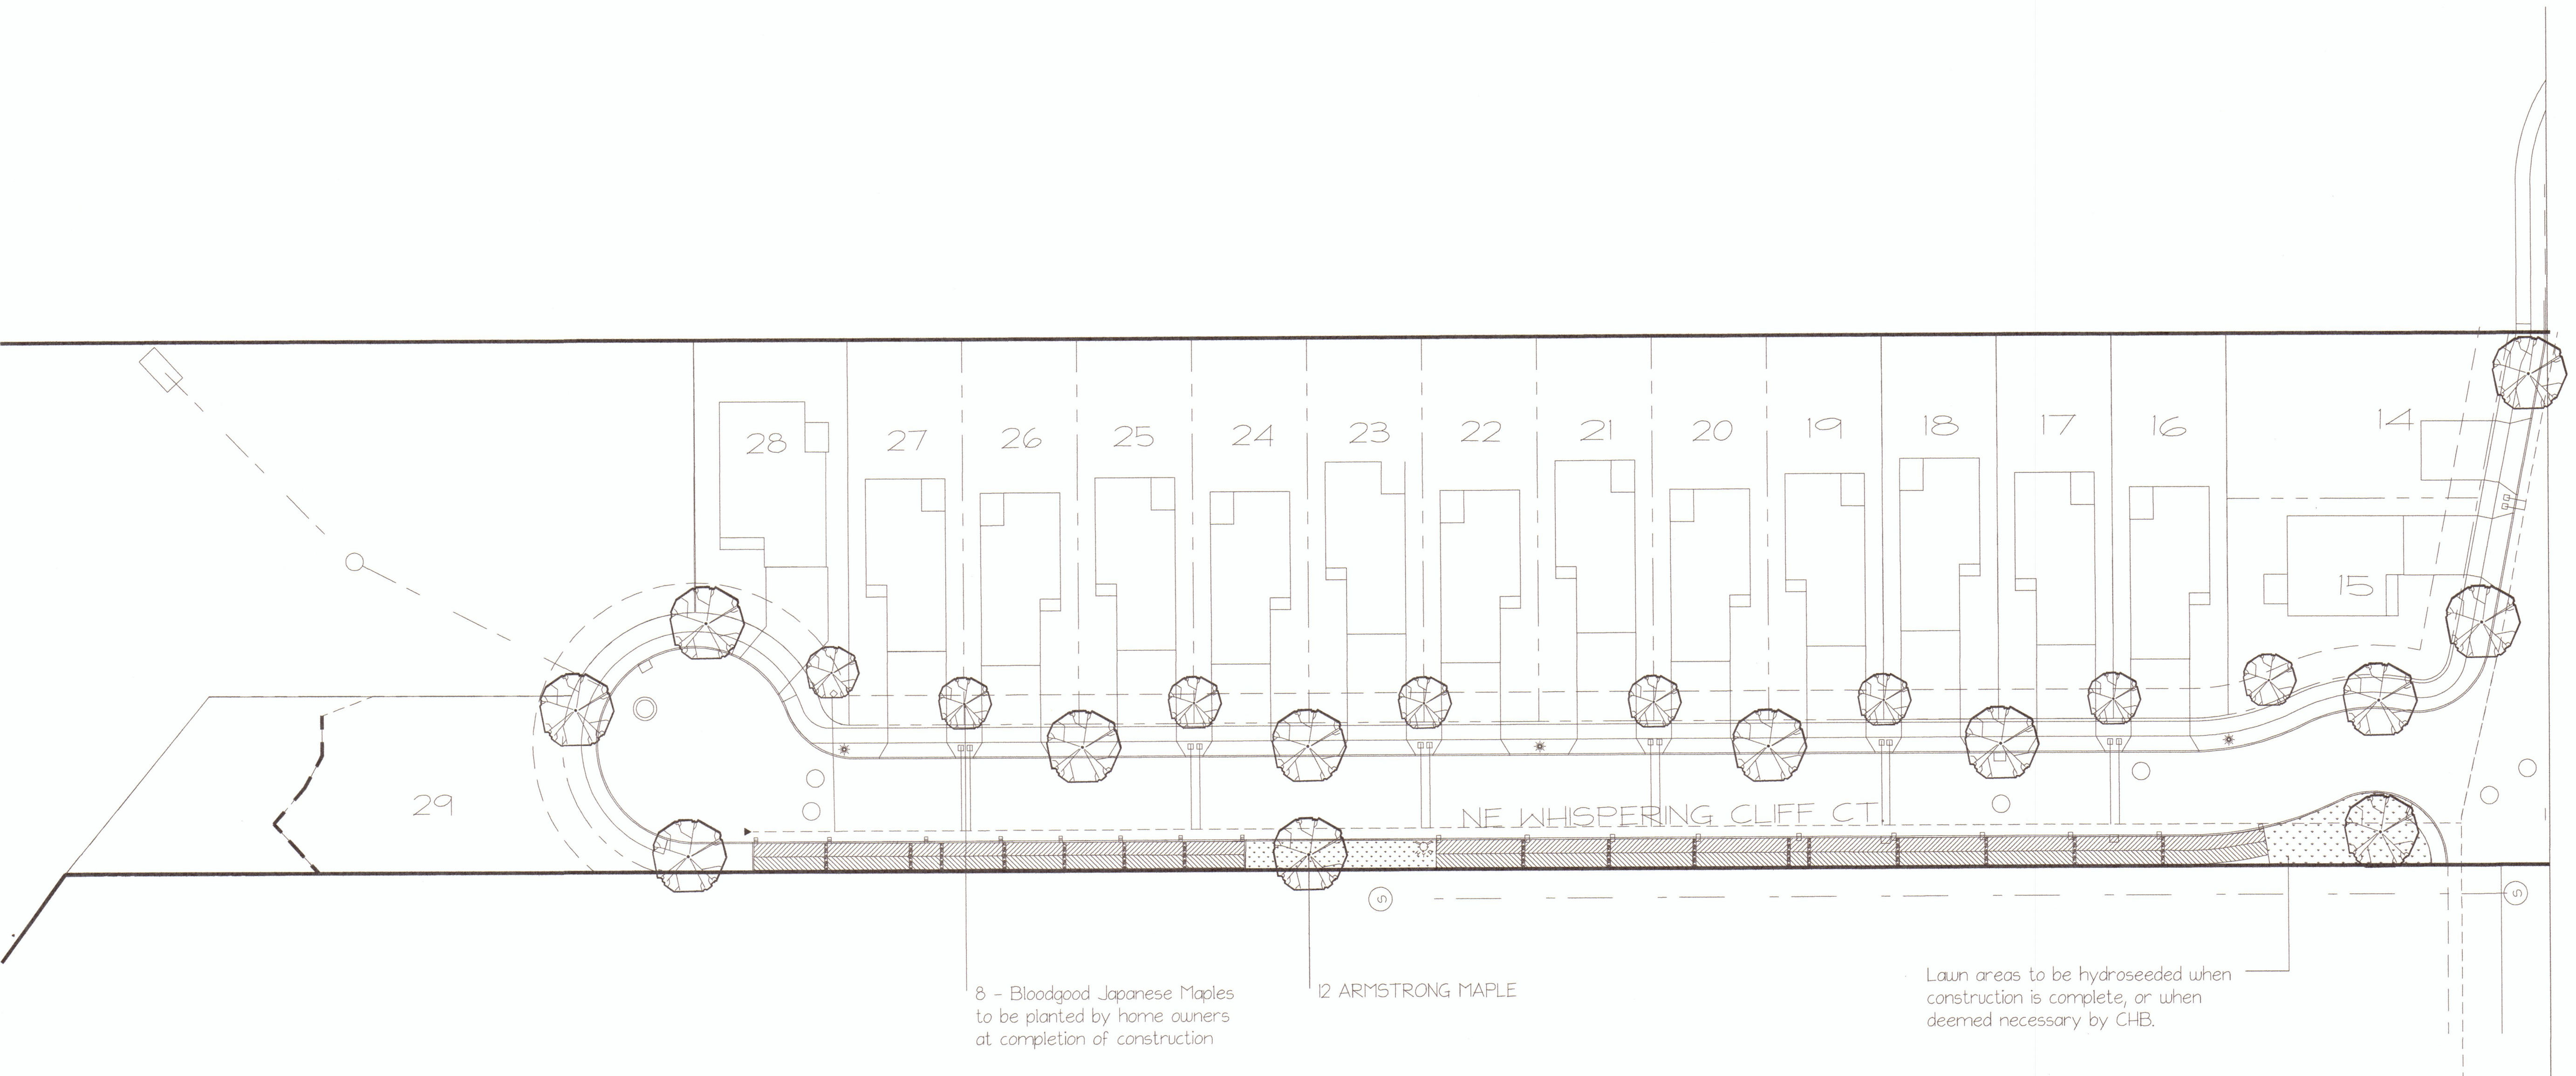 28
27
26
25
24
23
22
21
20
19
18
17
16
14
15
29
NE WHISPERING CLIFF CT.
S
S
8 - Bloodgood Japanese Maples
to be planted by home owners
at completion of construction
12 ARMSTRONG MAPLE
Lawn areas to be hydroseeded when
construction is complete, or when
deemed necessary by CHB.